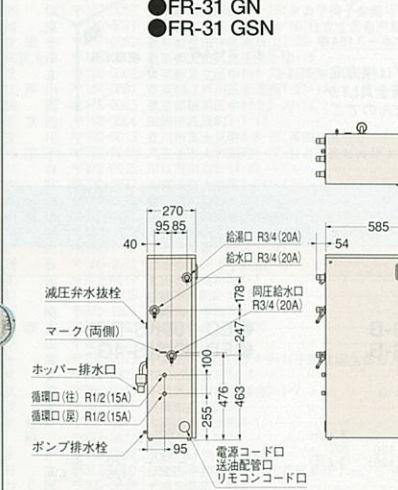 ●FR-31 GN
●FR-31 GSN
270
95 85
40
585
54
給湯口 R3/4(20A)
給水口 R3/4(20A)
同圧給水口
R3/4(20A)
178
247
減圧弁水抜栓
マーク(両側)
ホッパー排水口
循環口(往) R1/2(15A)
循環口(戻) R1/2(15A)
ポンプ排水栓
100
255
476
463
95
電源コード口
送油配管口
リモコンコード口